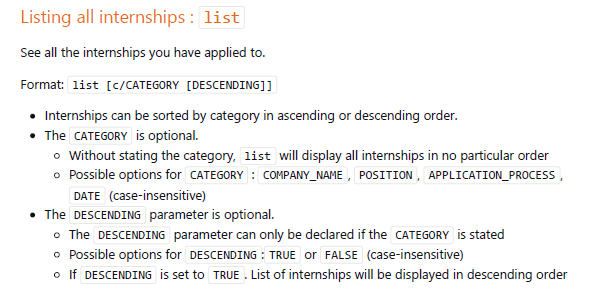 Listing all internships : list
See all the internships you have applied to.
Format: list [c/CATEGORY [DESCENDING]]
• Internships can be sorted by category in ascending or descending order.
• The CATEGORY is optional.
◦ Without stating the category, list will display all internships in no particular order
◦ Possible options for CATEGORY : COMPANY_NAME , POSITION , APPLICATION_PROCESS ,
DATE (case-insensitive)
• The DESCENDING parameter is optional.
◦ The DESCENDING parameter can only be declared if the CATEGORY is stated
◦ Possible options for DESCENDING : TRUE or FALSE (case-insensitive)
◦ If DESCENDING is set to TRUE . List of internships will be displayed in descending order